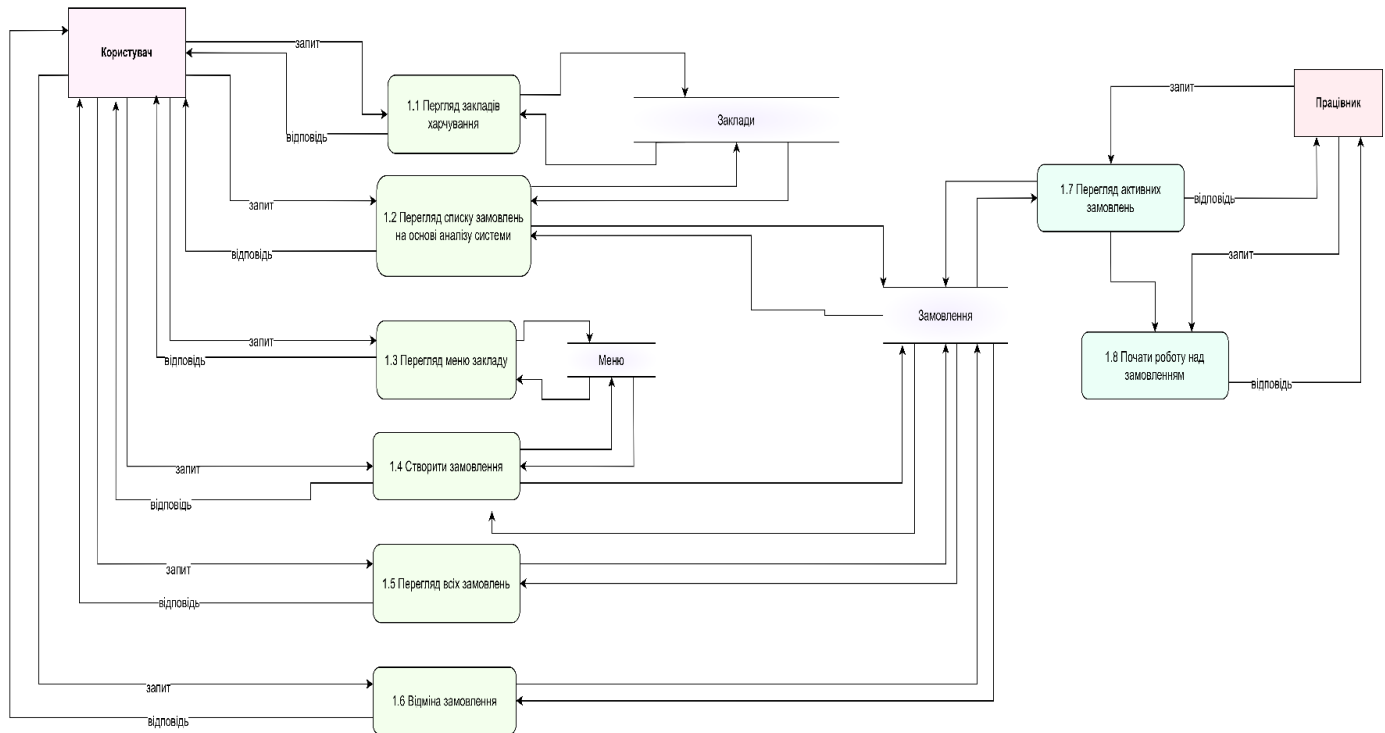 Користувач
запит
відповідь
1.1 Пергляд закладів
харчування
Заклади
запит
Працівник
1.7 Перегляд активних
замовлень
відповідь
запит
1.2 Перегляд списку замовлень
на основі аналізу системи
запит
відповідь
Замовлення
запит
відповідь
1.3 Перегляд меню закладу
Меню
1.8 Почати роботу над
замовленням
відповідь
запит
відповідь
1.4 Створити замовлення
запит
відповідь
1.5 Перегляд всіх замовлень
запит
відповідь
1.6 Відміна замовлення